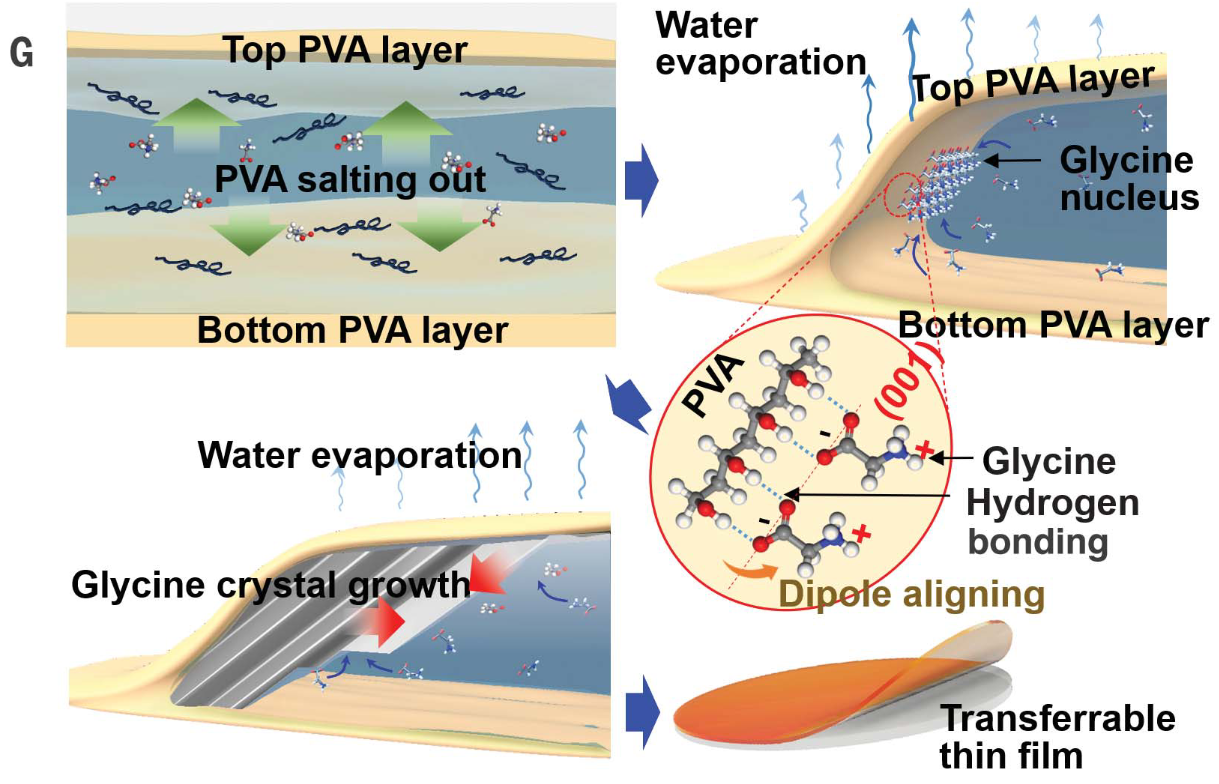 G
Top PVA layer
PVA salting out
Bottom PVA layer
Water
evaporation
Top PVA layer
Glycine
nucleus
Bottom PVA layer
PVA
(001)
-
+
Glycine
Hydrogen
bonding
-
+
Dipole aligning
Water evaporation
Glycine crystal growth
Transferrable
thin film